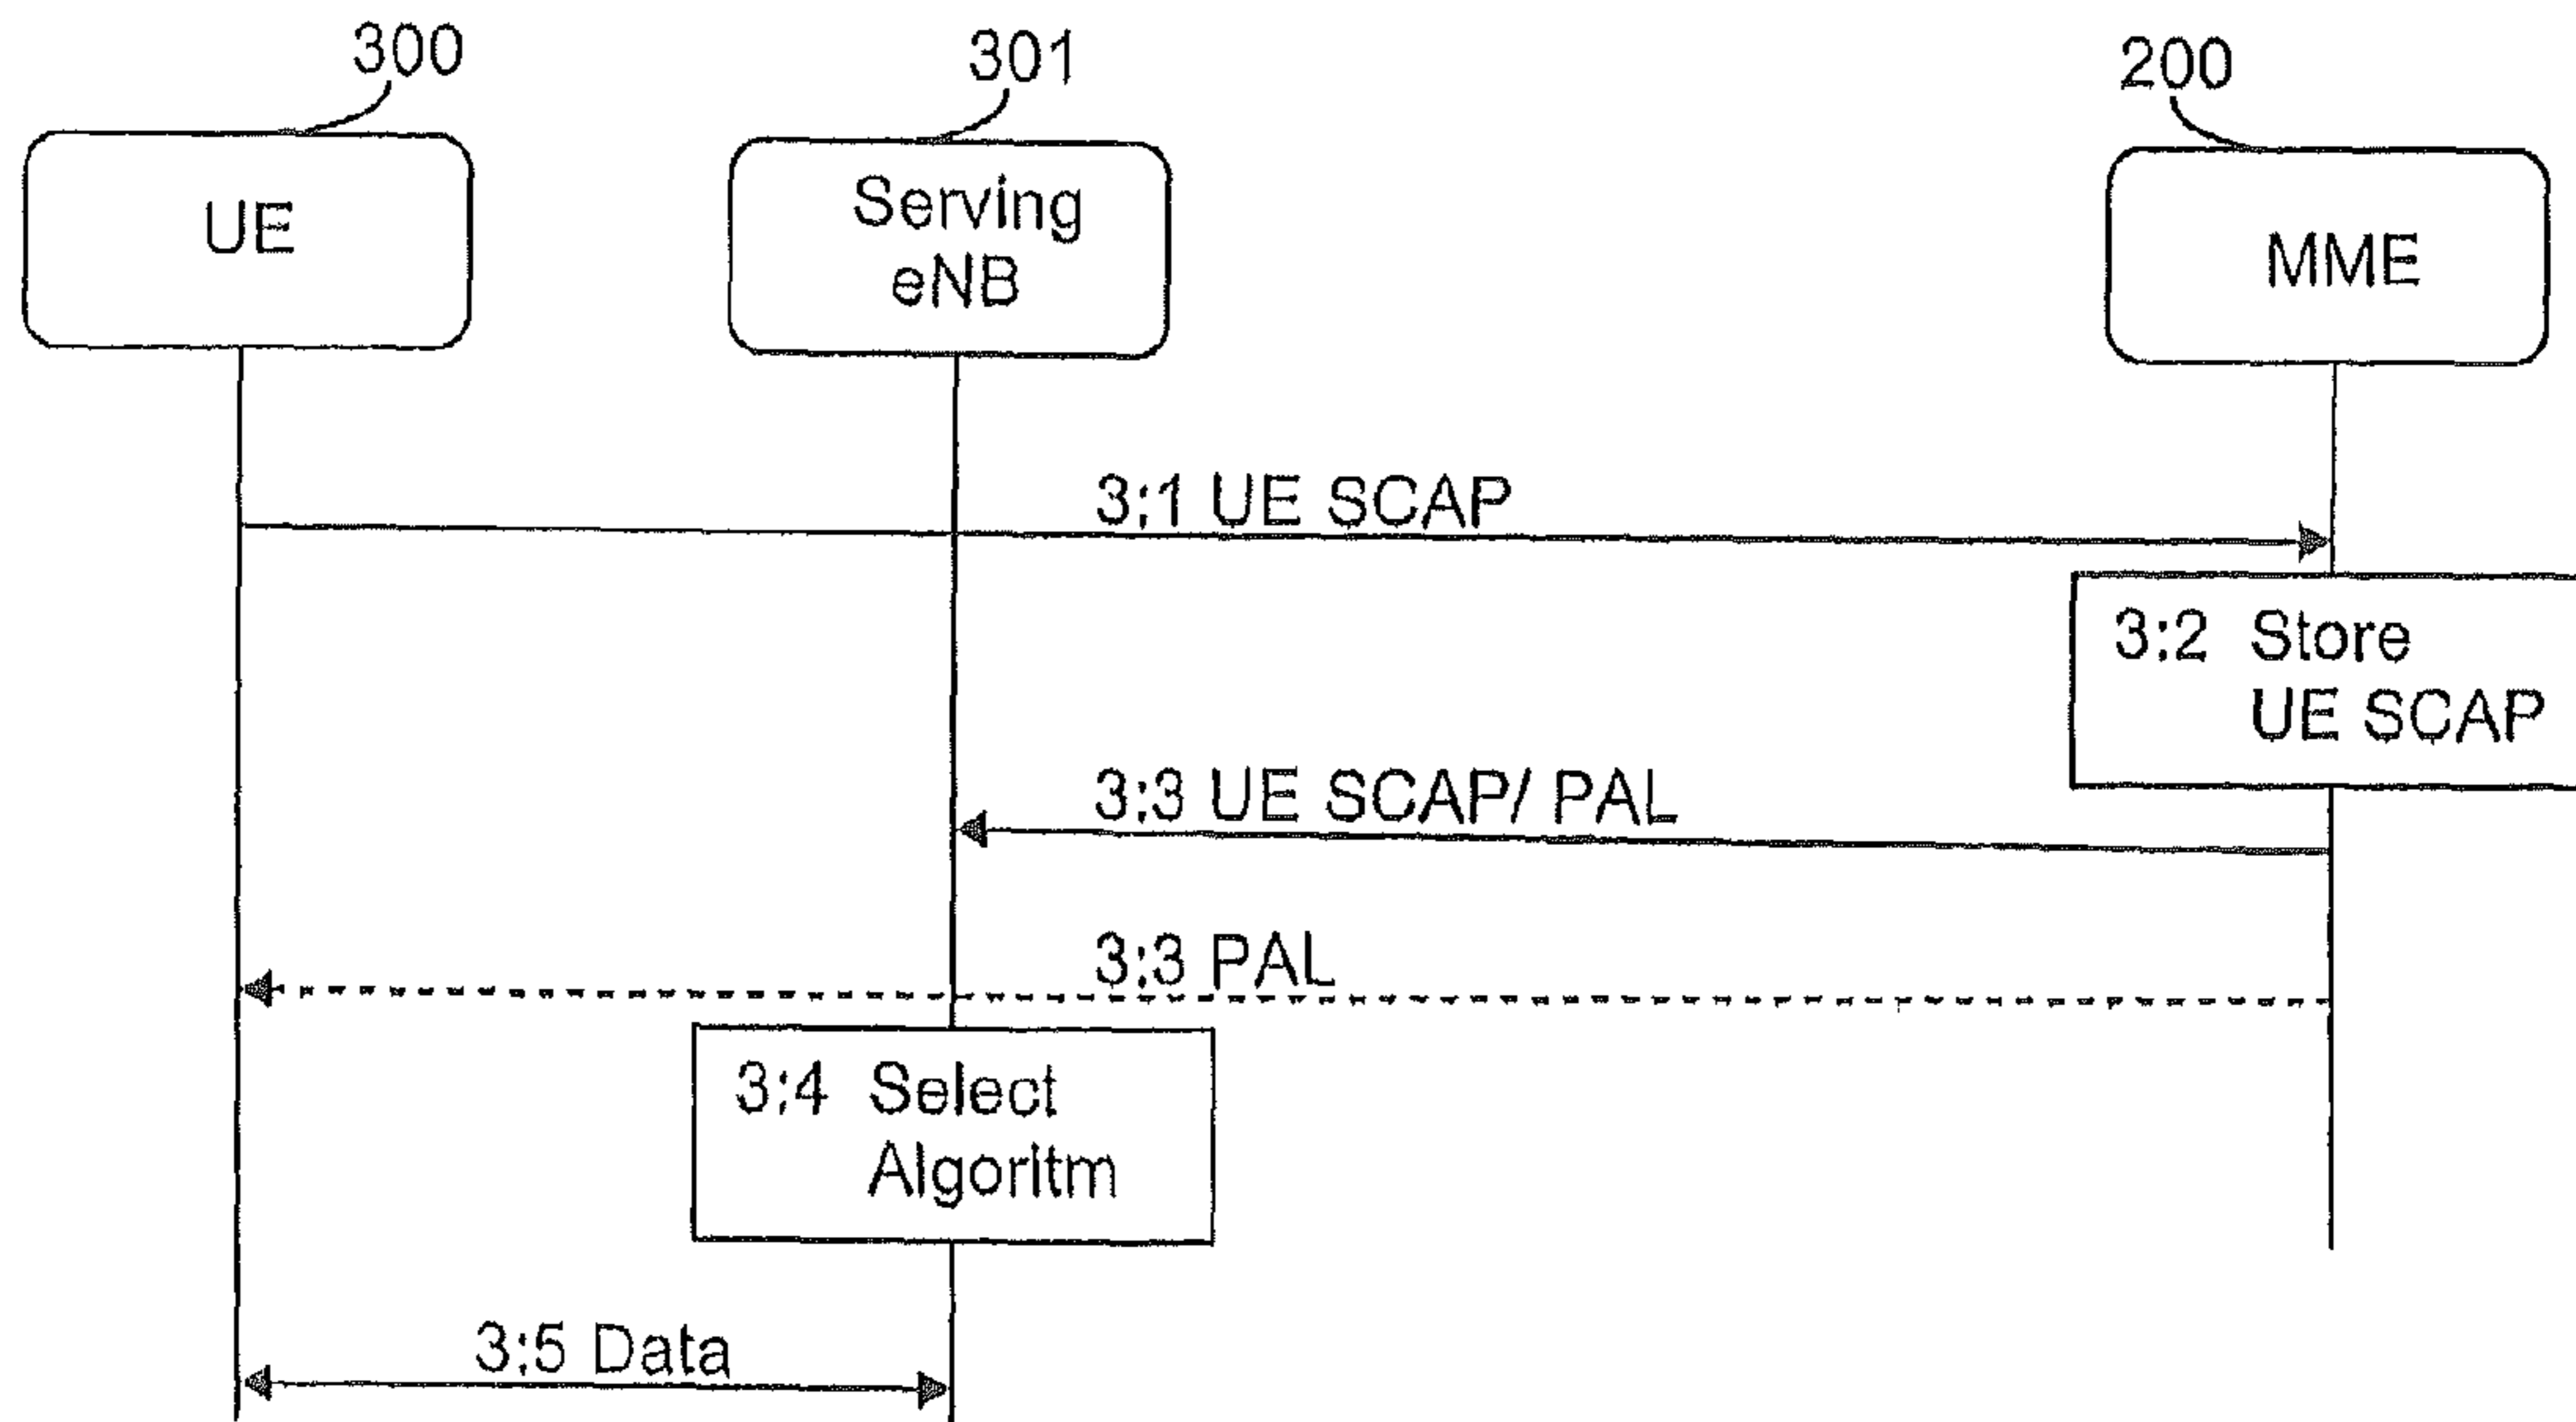 300
301
200
UE
Serving
eNB
MME
3:1 UE SCAP
3:2 Store
UE SCAP
3:3 UE SCAP/ PAL
3:3 PAL
3:4 Select
Algoritm
3:5 Data